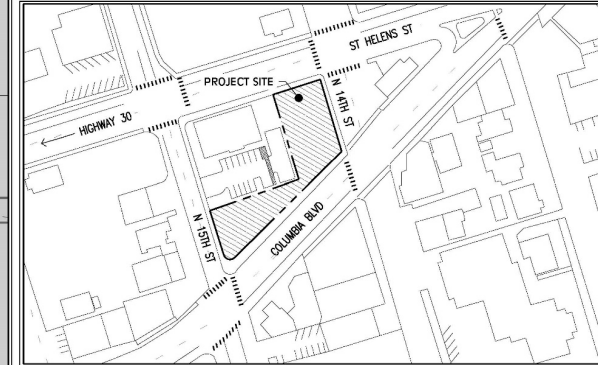 ST HELENS ST
PROJECT SITE
N 14TH ST
HIGHWAY 30
N 15TH ST
COLUMBIA BLVD